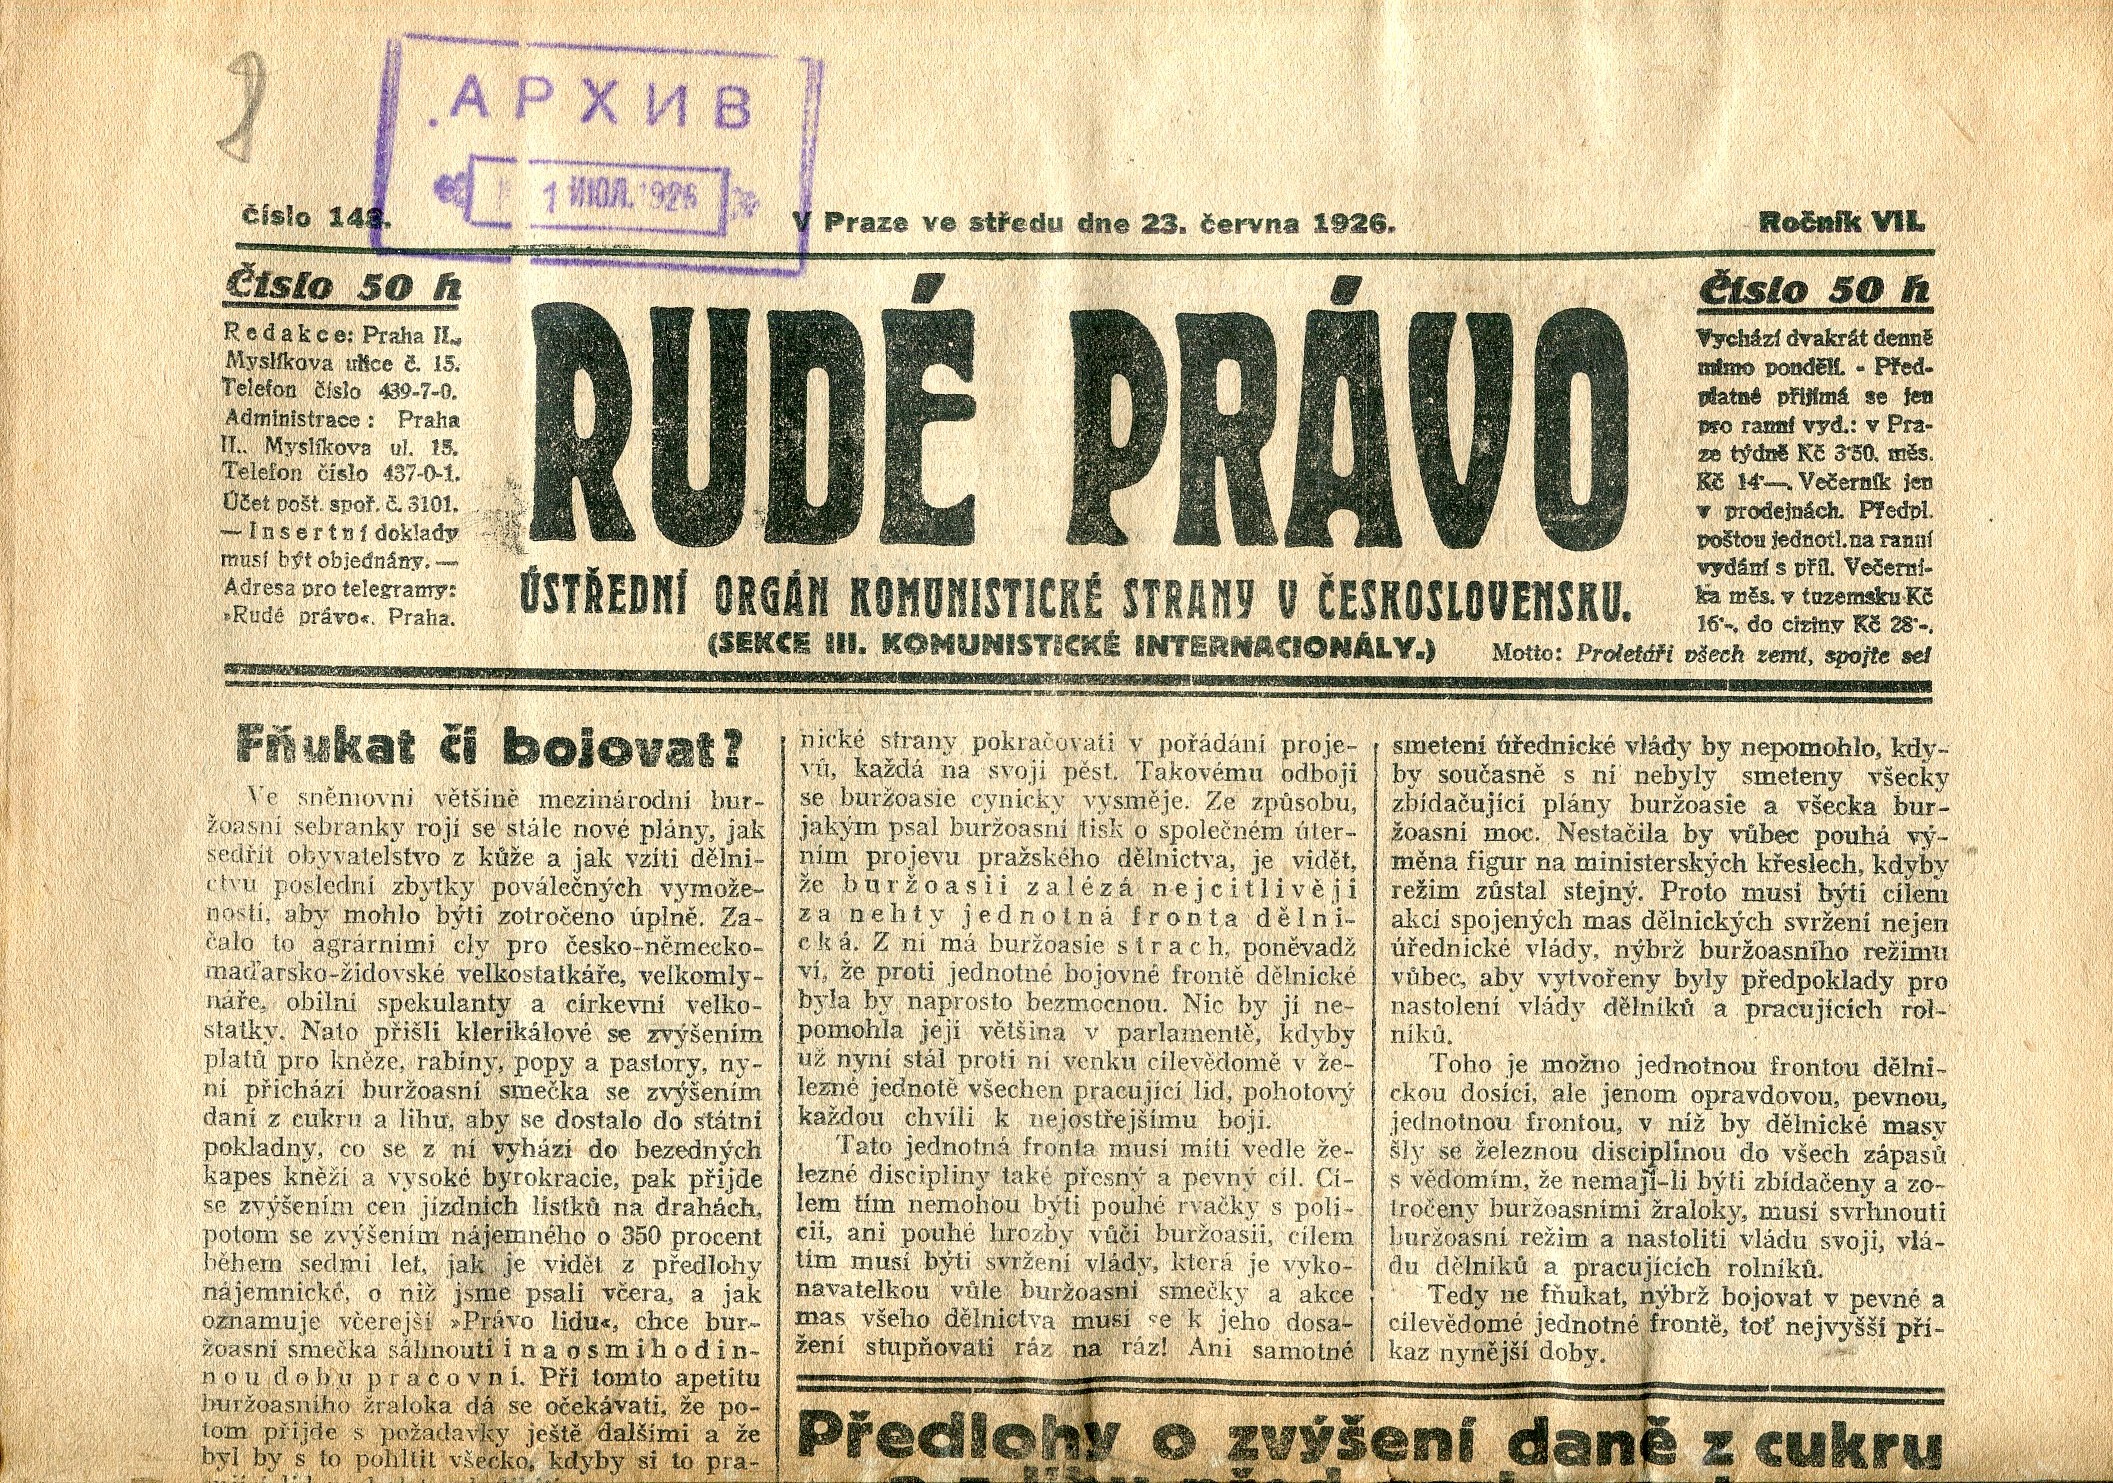 АРХИВ
1 ИЮЛ. 1926
číslo 148.
V Praze ve středu dne 23. června 1926.
Ročník VII.
Číslo 50 h
Redakce: Praha II.,
Myslíkova ulice č. 15.
Telefon číslo 439-7-0.
Administrace: Praha
II., Myslíkova ul. 15.
Telefon číslo 437-0-1.
Účet pošt. spoř. č. 3101.
— Insertní doklady
musí být objednány. —
Adresa pro telegramy:
»Rudé právo«. Praha.
RUDÉ PRÁVO
ÚSTŘEDNÍ ORGÁN KOMUNISTICKÉ STRANY V ČESKOSLOVENSKU.
(SEKCE III. KOMUNISTICKÉ INTERNACIONÁLY.)
Motto: Proletáři všech zemí, spojte se!
Číslo 50 h
Vychází dvakrát denně
mimo pondělí. - Před-
platné přijímá se jen
pro ranní vyd.: v Pra-
ze týdně Kč 3·50, měs.
Kč 14·—. Večerník jen
v prodejnách. Předpl.
poštou jednotl. na ranní
vydání s příl. Večerní-
ka měs. v tuzemsku Kč
16·-, do ciziny Kč 28·-.
Fňukat či bojovat?
Ve sněmovní většině mezinárodní bur-
žoasní sebranky rojí se stále nové plány, jak
sedříti obyvatelstvo z kůže a jak vzíti dělni-
ctvu poslední zbytky poválečných vymože-
ností, aby mohlo býti zotročeno úplně. Za-
čalo to agrárními cly pro česko-německo-
maďarsko-židovské velkostatkáře, velkomly-
náře, obilní spekulanty a církevní velko-
statky. Nato přišli klerikálové se zvýšením
platů pro kněze, rabíny, popy a pastory, ny-
ní přichází buržoasní smečka se zvýšením
daní z cukru a lihu, aby se dostalo do státní
pokladny, co se z ní vyhází do bezedných
kapes kněží a vysoké byrokracie, pak přijde
se zvýšením cen jízdních lístků na drahách,
potom se zvýšením nájemného o 350 procent
během sedmi let, jak je vidět z předlohy
nájemnické, o níž jsme psali včera, a jak
oznamuje včerejší »Právo lidu«, chce bur-
žoasní smečka sáhnouti i na osmihodin-
nou dobu pracovní. Při tomto apetitu
buržoasního žraloka dá se očekávati, že po-
tom přijde s požadavky ještě dalšími a že
byl by s to pohltit všecko, kdyby si to pra-
nické strany pokračovati v pořádání proje-
vů, každá na svoji pěst. Takovému odboji
se buržoasie cynicky vysměje. Ze způsobu,
jakým psal buržoasní tisk o společném úter-
ním projevu pražského dělnictva, je vidět,
že buržoasii zalézá nejcitlivěji
za nehty jednotná fronta dělni-
cká. Z ní má buržoasie strach, poněvadž
ví, že proti jednotné bojovné frontě dělnické
byla by naprosto bezmocnou. Nic by jí ne-
pomohla její většina v parlamentě, kdyby
už nyní stál proti ní venku cílevědomě v že-
lezné jednotě všechen pracující lid, pohotový
každou chvíli k nejostřejšímu boji.
Tato jednotná fronta musí míti vedle že-
lezné disciplíny také přesný a pevný cíl. Cí-
lem tím nemohou býti pouhé rvačky s poli-
cií, ani pouhé hrozby vůči buržoasii, cílem
tím musí býti svržení vlády, která je vyko-
navatelkou vůle buržoasní smečky a akce
mas všeho dělnictva musí se k jeho dosa-
žení stupňovati ráz na ráz! Ani samotné
smetení úřednické vlády by nepomohlo, kdy-
by současně s ní nebyly smeteny všecky
zbídačující plány buržoasie a všecka bur-
žoasní moc. Nestačila by vůbec pouhá vý-
měna figur na ministerských křeslech, kdyby
režim zůstal stejný. Proto musí býti cílem
akcí spojených mas dělnických svržení nejen
úřednické vlády, nýbrž buržoasního režimu
vůbec, aby vytvořeny byly předpoklady pro
nastolení vlády dělníků a pracujících rol-
níků.
Toho je možno jednotnou frontou dělni-
ckou dosíci, ale jenom opravdovou, pevnou,
jednotnou frontou, v níž by dělnické masy
šly se železnou disciplinou do všech zápasů
s vědomím, že nemají-li býti zbídačeny a zo-
tročeny buržoasními žraloky, musí svrhnouti
buržoasní režim a nastoliti vládu svoji, vlá-
du dělníků a pracujících rolníků.
Tedy ne fňukat, nýbrž bojovat v pevné a
cílevědomé jednotné frontě, toť nejvyšší pří-
kaz nynější doby.
Předlohy o zvýšení daně z cukru